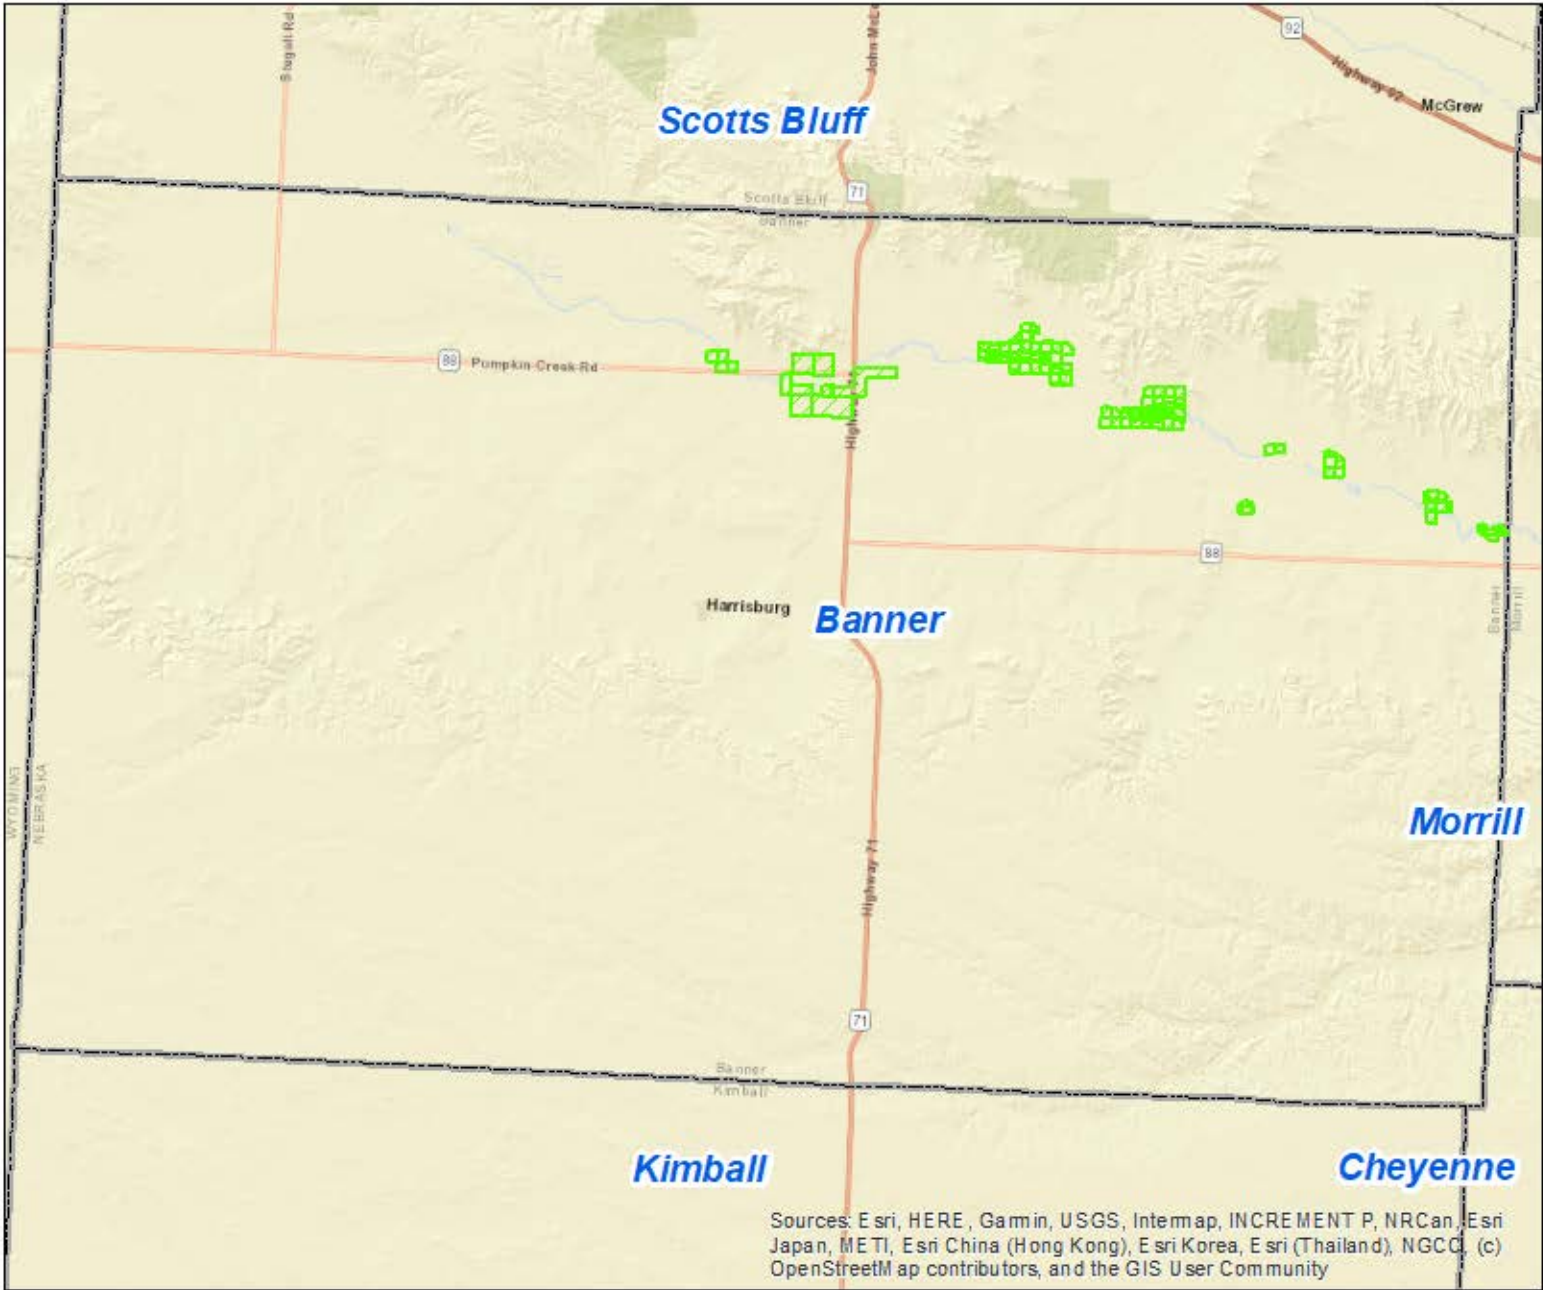 Stegall Rd
92
Highway 92
McGrew
Scotts Bluff
71
Scotts Bluff
Banner
88
Pumpkin Creek Rd
88
Harrisburg
Banner
Banner
Morrill
WYOMING
NEBRASKA
Morrill
Highway 71
71
Banner
Kimball
Kimball
Cheyenne
Sources: Esri, HERE, Garmin, USGS, Intermap, INCREMENT P, NRCan, Esri
Japan, METI, Esri China (Hong Kong), Esri Korea, Esri (Thailand), NGCC, (c)
OpenStreetMap contributors, and the GIS User Community